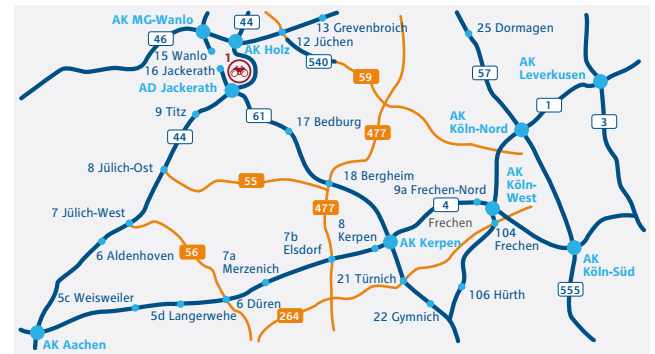 AK MG-Wanlo
44
13 Grevenbroich
12 Jüchen
25 Dormagen
46
AK Holz
15 Wanlo
1
540
16 Jackerath
AD Jackerath
59
57
AK
Leverkusen
9 Titz
61
1
3
44
17 Bedburg
477
AK
Köln-Nord
8 Jülich-Ost
55
18 Bergheim
9a Frechen-Nord
AK
Köln-
West
7 Jülich-West
477
8
Kerpen
4
Frechen
104
Frechen
6 Aldenhoven
56
7a
Merzenich
7b
Elsdorf
AK Kerpen
AK
Köln-Süd
21 Türnich
5c Weisweiler
5d Langerwehe
6 Düren
264
22 Gymnich
106 Hürth
555
AK Aachen